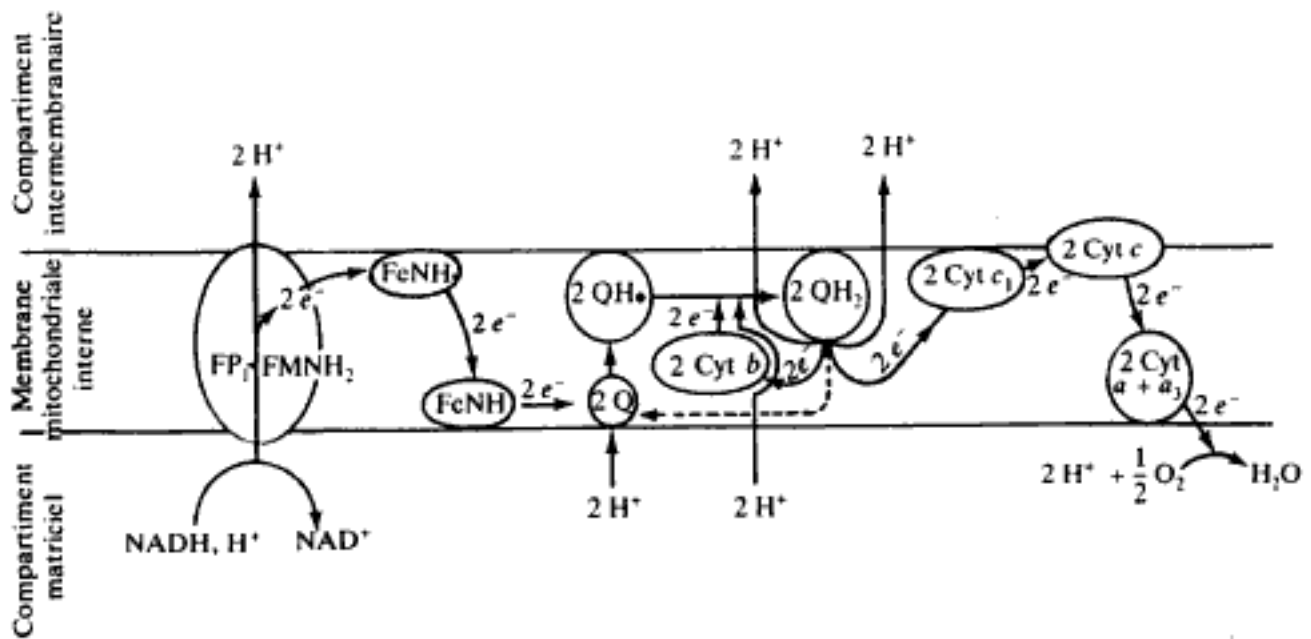 Compartiment
intermembranaire
Membrane
mitochondriale
interne
Compartiment
matriciel
2 H⁺
2 H⁺
2 H⁺
2 e⁻
FeNH
2 e⁻
FP₁ FMNH₂
FeNH
2 e⁻
2 QH•
2 Q
2 e⁻
2 Cyt b
2 e⁻
2 QH₂
2 e⁻
2 Cyt c₁
2 e⁻
2 Cyt c
2 e⁻
2 Cyt
a + a₃
2 e⁻
NADH, H⁺
NAD⁺
2 H⁺
2 H⁺
2 H⁺ + 1/2 O₂
H₂O